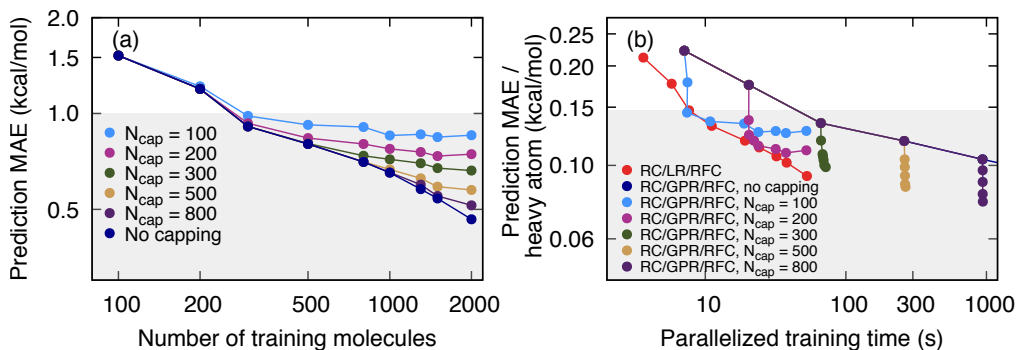 (a)
Prediction MAE (kcal/mol)
2.0
1.5
1.0
0.5
N_cap = 100
N_cap = 200
N_cap = 300
N_cap = 500
N_cap = 800
No capping
100 200 300 500 1000 2000
Number of training molecules
(b)
Prediction MAE /
heavy atom (kcal/mol)
0.25
0.20
0.15
0.10
0.06
RC/LR/RFC
RC/GPR/RFC, no capping
RC/GPR/RFC, N_cap = 100
RC/GPR/RFC, N_cap = 200
RC/GPR/RFC, N_cap = 300
RC/GPR/RFC, N_cap = 500
RC/GPR/RFC, N_cap = 800
10 100 300 1000
Parallelized training time (s)